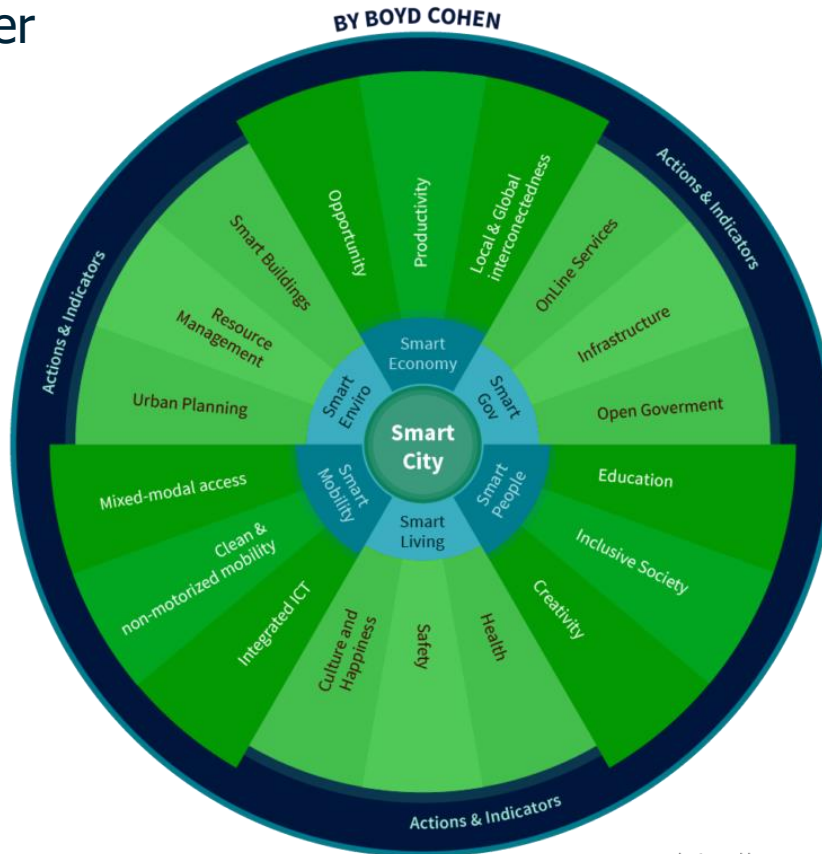 er
BY BOYD COHEN
Actions & Indicators
Actions & Indicators
Opportunity
Productivity
Local & Global
interconnectedness
Smart Buildings
Resource
Management
Urban Planning
OnLine Services
Infrastructure
Open Goverment
Smart
Economy
Smart
Enviro
Smart
Gov
Smart
City
Smart
Mobility
Smart
Living
Smart
People
Mixed-modal access
Clean &
non-motorized mobility
Integrated ICT
Culture and
Happiness
Safety
Health
Education
Inclusive Society
Creativity
Actions & Indicators